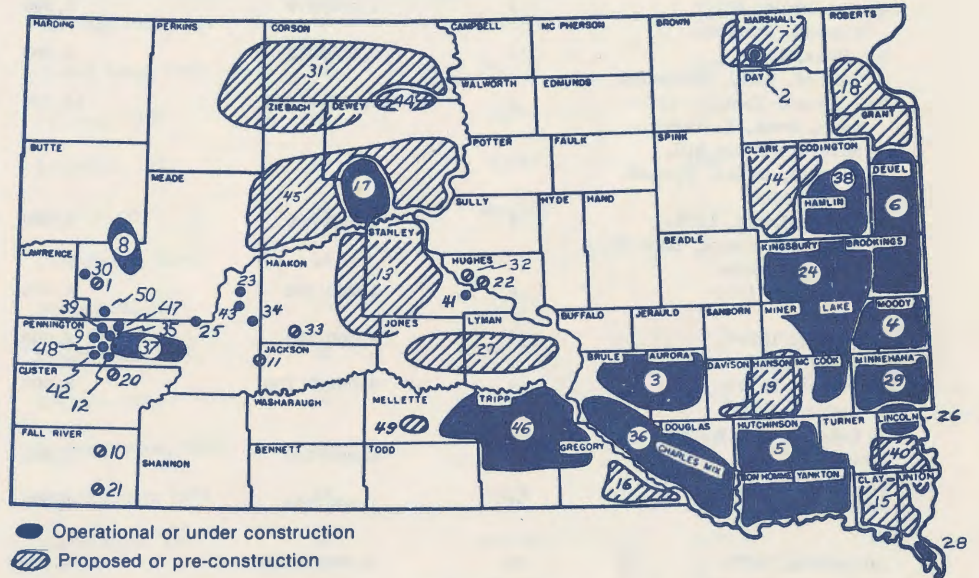 HARDING PERKINS CORSON CAMPBELL MC PHERSON BROWN MARSHALL ROBERTS
7
31
WALWORTH EDMUNDS DAY 2
18
ZIEBACH DEWEY 44
GRANT
BUTTE POTTER FAULK SPINK CLARK CODINGTON
MEADE
45 17 14 38 DEUEL
SULLY HYDE HAND HAMLIN 6
STANLEY
8
LAWRENCE HAAKON 13 HUGHES BEADLE KINGSBURY BROOKINGS
30 32
1 23 22 24
50 47 43 34 41
39 35 25 33 BUFFALO JERAULD SANBORN MINER LAKE MOODY
PENNINGTON JONES LYMAN 4
9 37
48 JACKSON 27 BRULE AURORA DAVISON HANSON MC COOK MINNEHAHA
CUSTER 11
42 20 3 19 29
12
WASHABAUGH MELLETTE TRIPP
49 46 36 DOUGLAS HUTCHINSON TURNER LINCOLN 26
FALL RIVER 10 BENNETT TODD GREGORY CHARLES MIX 5 40
SHANNON
21 16 BON HOMME YANKTON CLAY UNION
15
Operational or under construction
28
Proposed or pre-construction